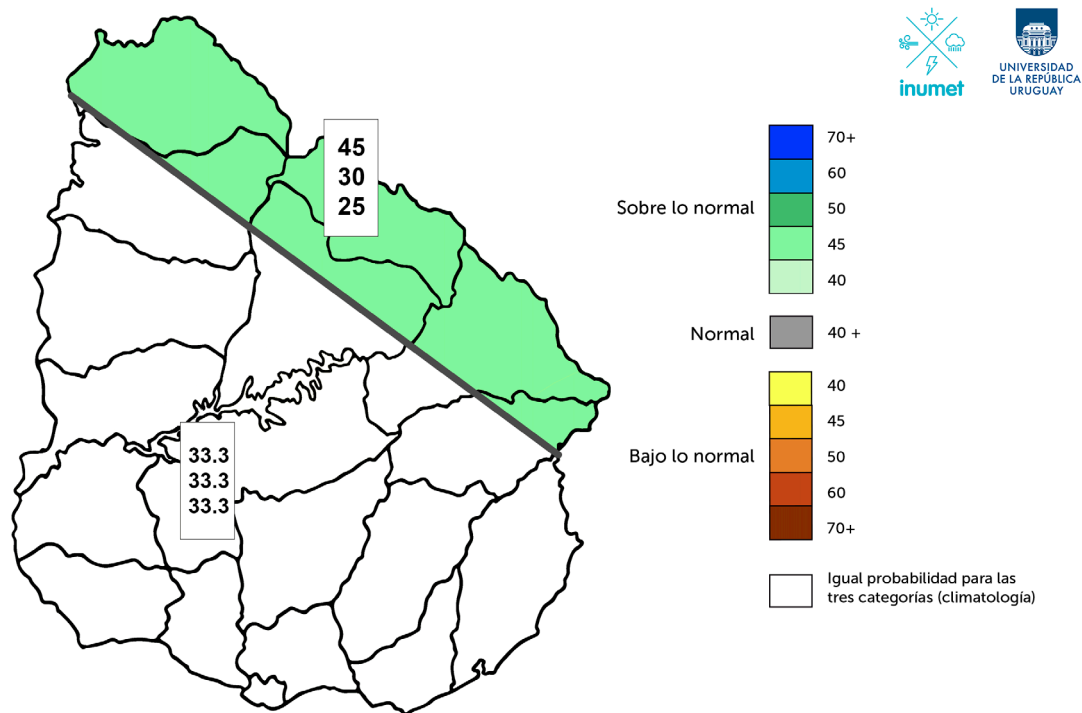 inumet
UNIVERSIDAD
DE LA REPÚBLICA
URUGUAY
45
30
25
33.3
33.3
33.3
Sobre lo normal
70+
60
50
45
40
Normal
40 +
Bajo lo normal
40
45
50
60
70+
Igual probabilidad para las
tres categorías (climatología)